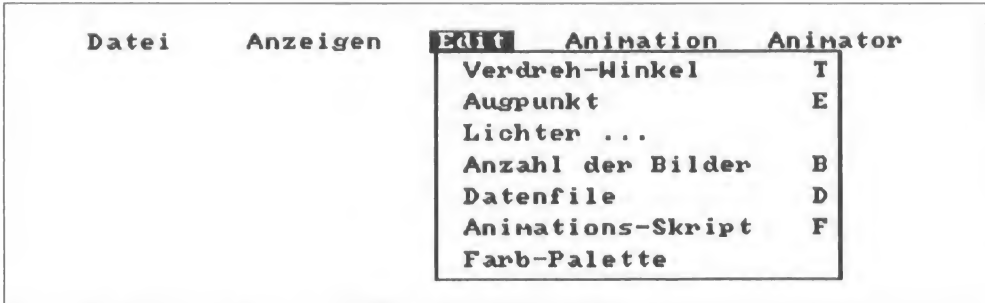 Datei Anzeigen Edit Animation Animator
Verdreh-Winkel T
Augpunkt E
Lichter ...
Anzahl der Bilder B
Datenfile D
Animations-Skript F
Farb-Palette